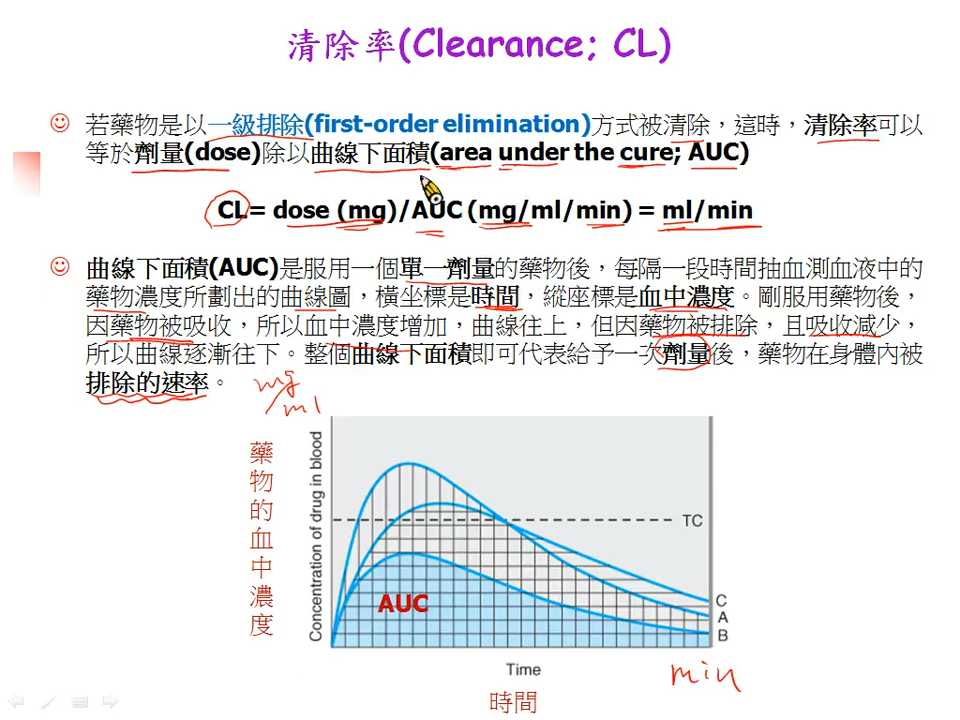 清除率(Clearance; CL)
若藥物是以一級排除(first-order elimination)方式被清除，這時，清除率可以
等於劑量(dose)除以曲線下面積(area under the cure; AUC)
CL= dose (mg)/AUC (mg/ml/min) = ml/min
曲線下面積(AUC)是服用一個單一劑量的藥物後，每隔一段時間抽血測血液中的
藥物濃度所劃出的曲線圖，橫坐標是時間，縱座標是血中濃度。剛服用藥物後，
因藥物被吸收，所以血中濃度增加，曲線往上，但因藥物被排除，且吸收減少，
所以曲線逐漸往下。整個曲線下面積即可代表給予一次劑量後，藥物在身體內被
排除的速率。
mg
/ml
藥物的血中濃度
Concentration of drug in blood
TC
AUC
C
A
B
Time
min
時間